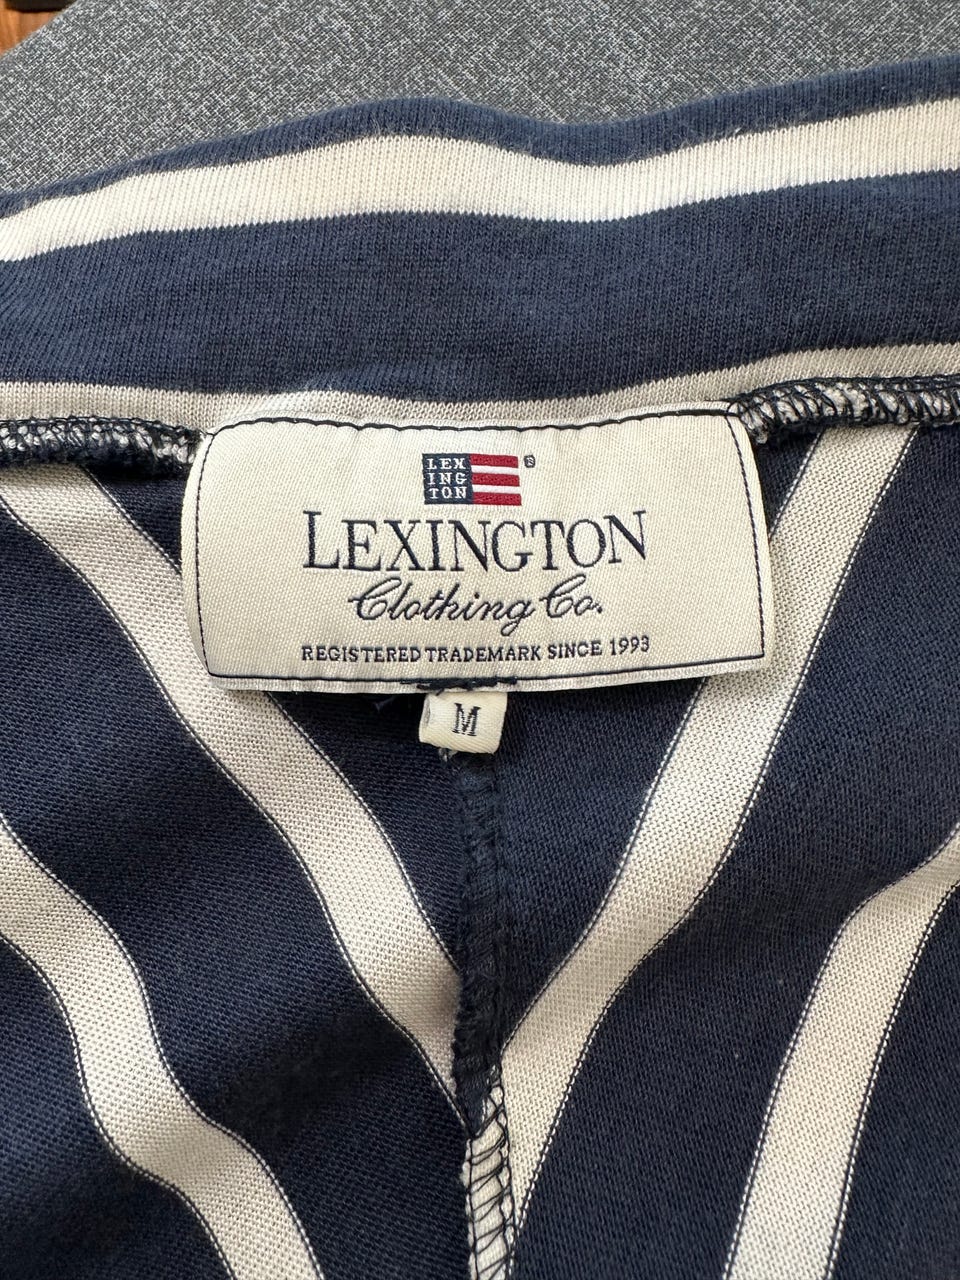 LEX
ING
TON
®
LEXINGTON
Clothing Co.
REGISTERED TRADEMARK SINCE 1993
M